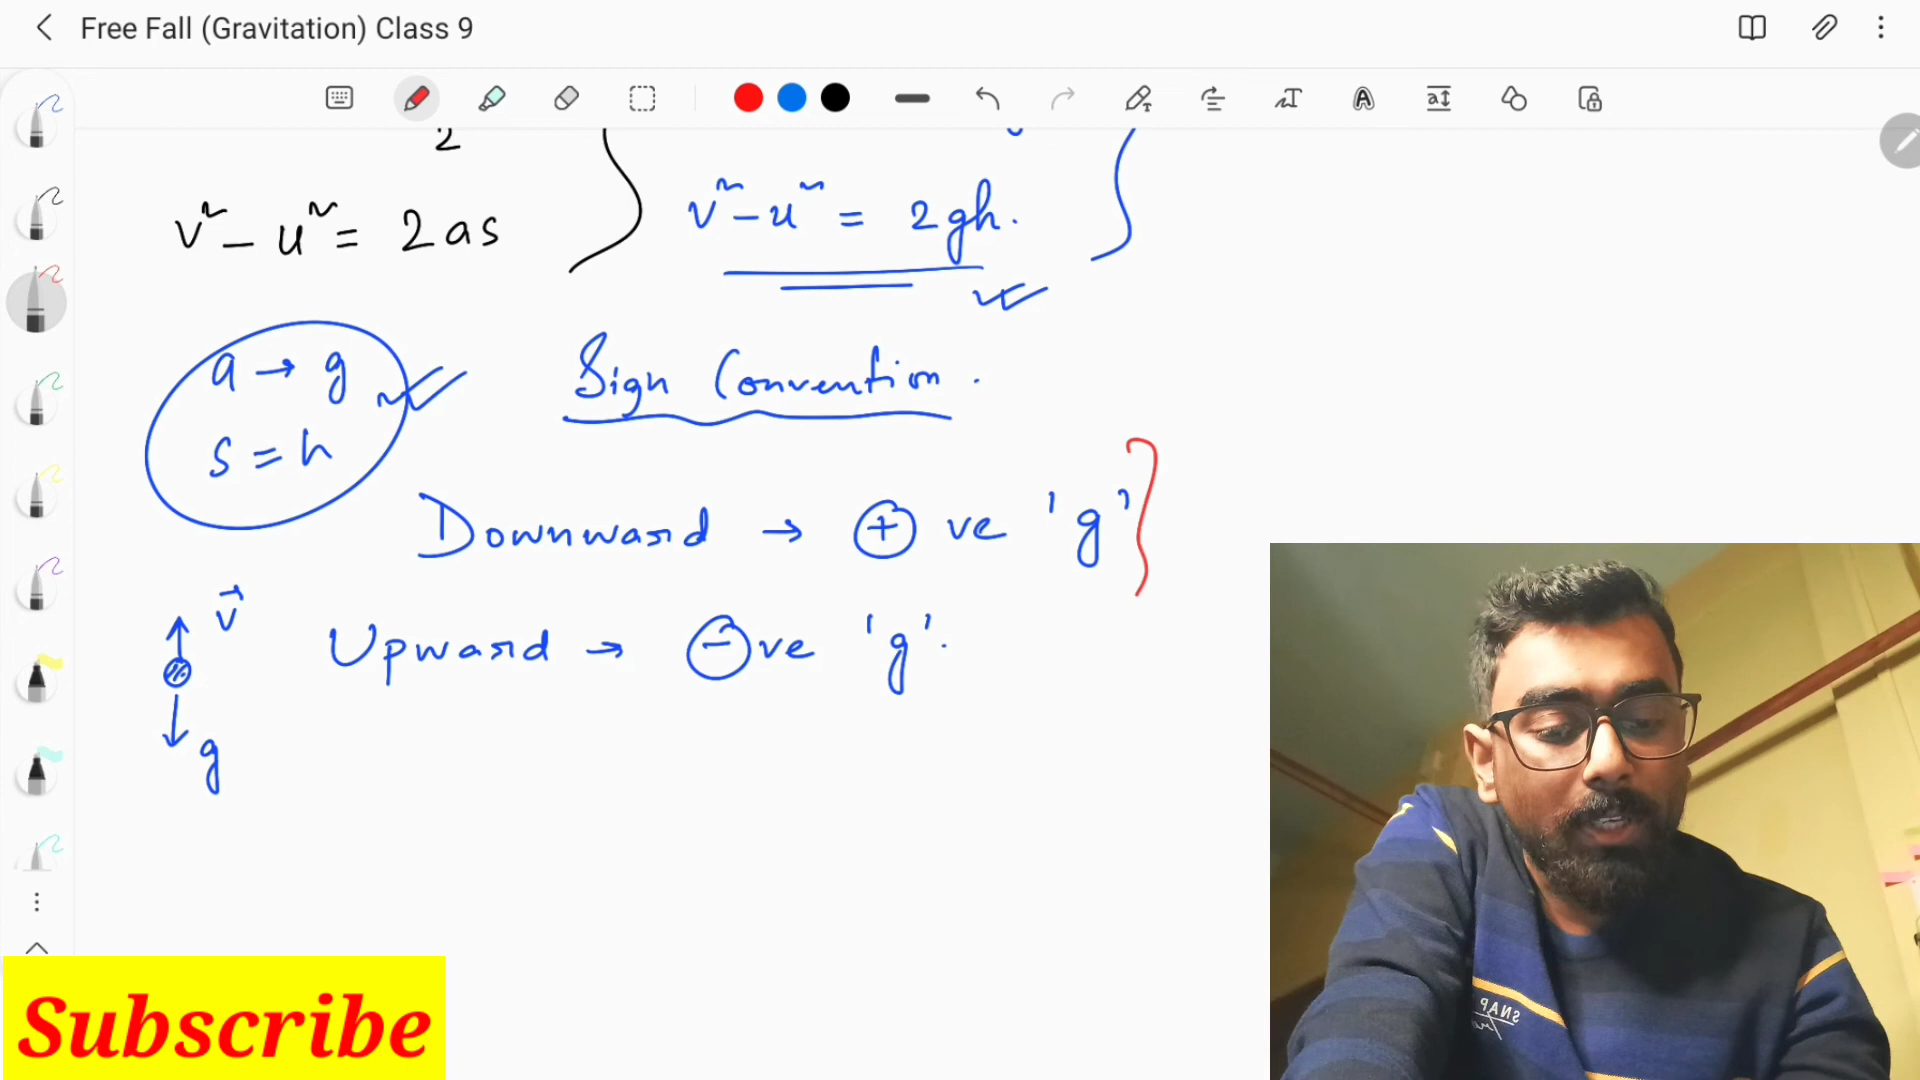 Free Fall (Gravitation) Class 9
2
v² – u² = 2as
v² – u² = 2gh.
a → g
s = h
Sign Convention.
Downward → + ve 'g'
v
Upward → – ve 'g'.
g
SNAP
Subscribe